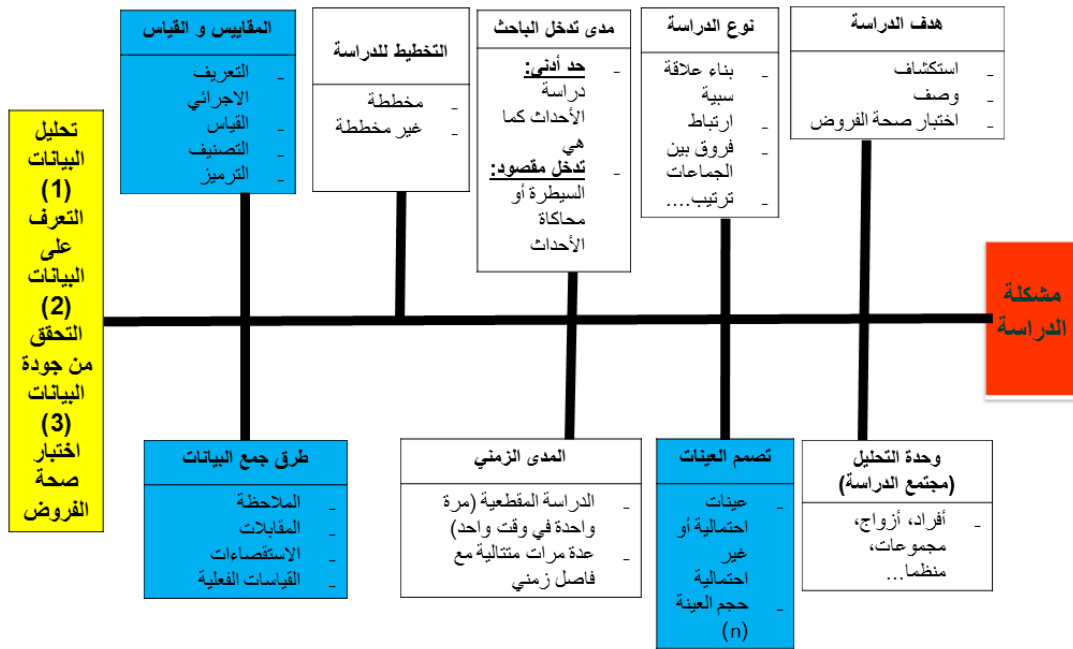 مشكلة
الدراسة
هدف الدراسة
- استكشاف
- وصف
- اختبار صحة الفروض
نوع الدراسة
- بناء علاقة
سبية
- ارتباط
- فروق بين
الجماعات
- ترتيب....
مدى تدخل الباحث
- حد أدنى:
دراسة
الأحداث كما
هي
- تدخل مقصود:
السيطرة أو
محاكاة
الأحداث
التخطيط للدراسة
- مخططة
- غير مخططة
المقاييس و القياس
- التعريف
الاجرائي
- القياس
- التصنيف
- الترميز
وحدة التحليل
(مجتمع الدراسة)
- أفراد، أزواج،
مجموعات،
منظما...
تصمم العينات
- عينات
احتمالية أو
غير
احتمالية
- حجم العينة
(n)
المدى الزمني
- الدراسة المقطعية (مرة
واحدة في وقت واحد)
- عدة مرات متتالية مع
فاصل زمني
طرق جمع البيانات
- الملاحظة
- المقابلات
- الاستقصاءات
- القياسات الفعلية
تحليل
البيانات
(1)
التعرف
على
البيانات
(2)
التحقق
من جودة
البيانات
(3)
اختبار
صحة
الفروض